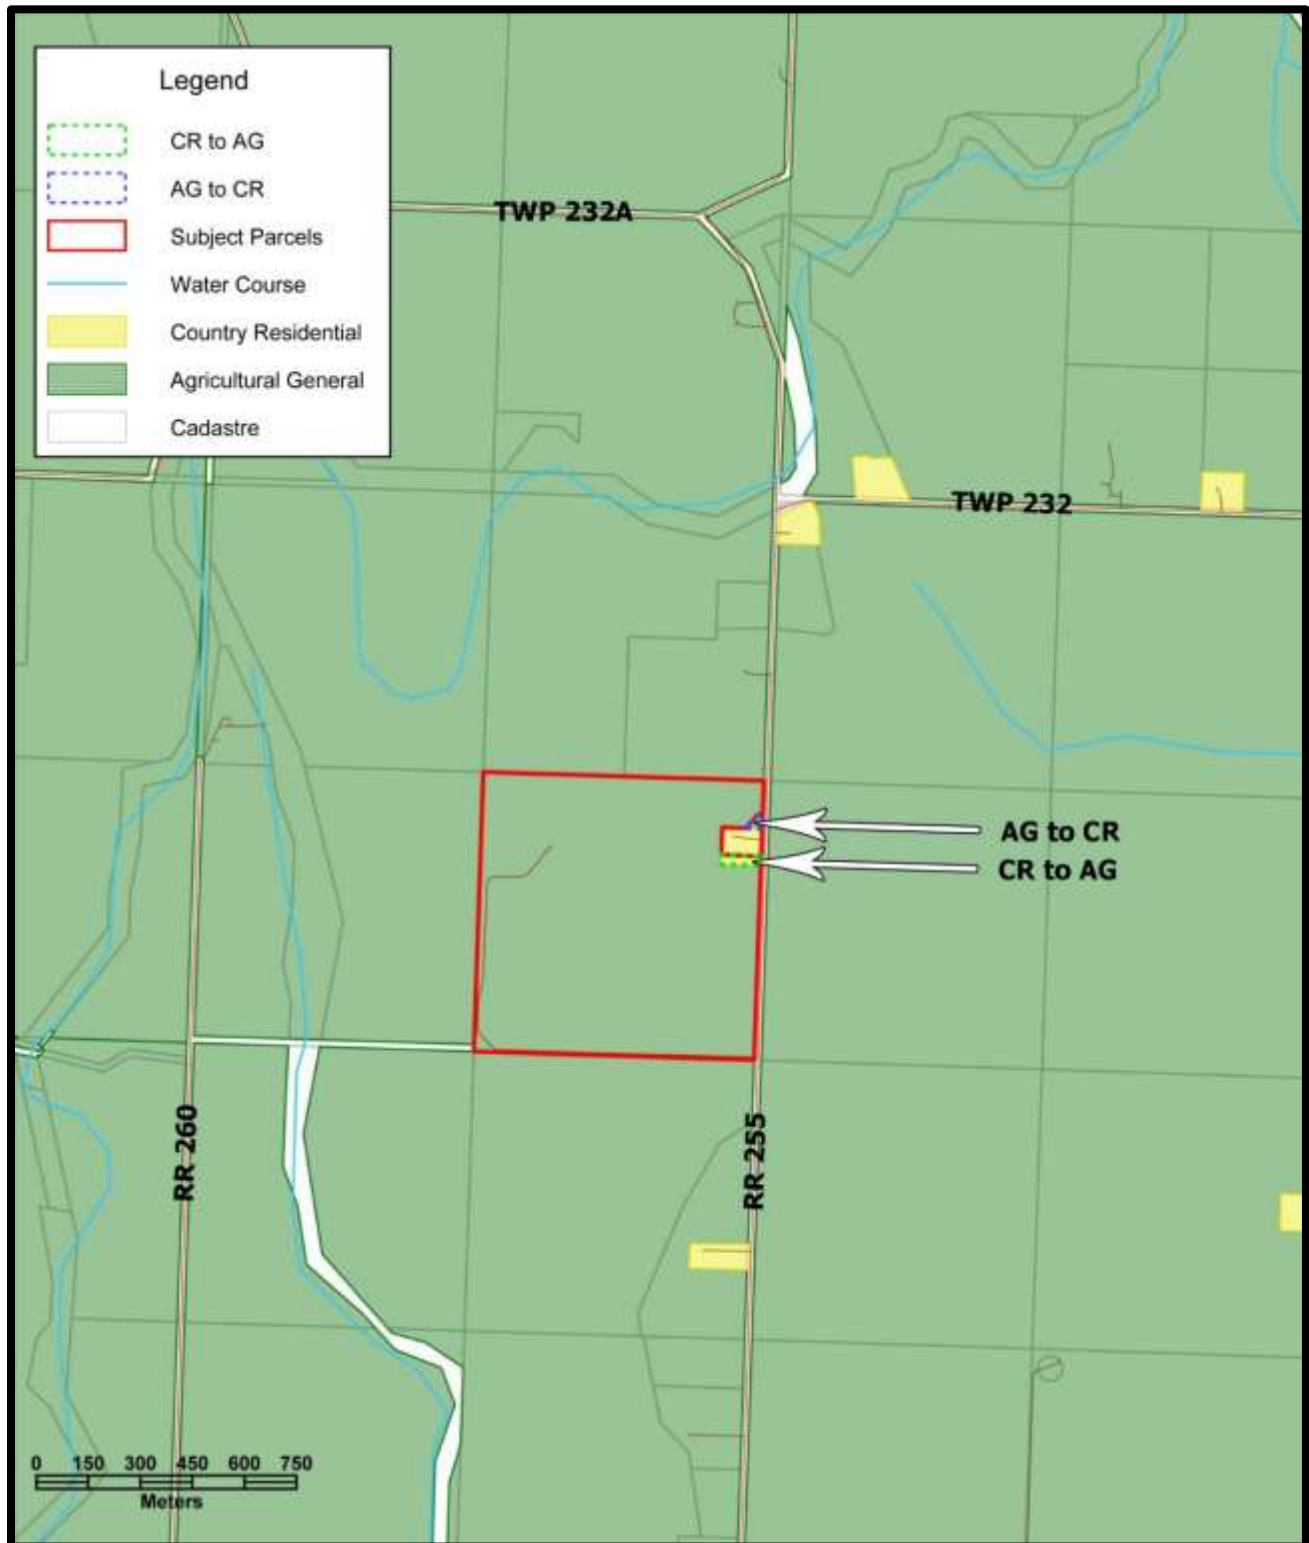 Legend
CR to AG
AG to CR
Subject Parcels
Water Course
Country Residential
Agricultural General
Cadastre
TWP 232A
TWP 232
AG to CR
CR to AG
RR 260
RR 255
0 150 300 450 600 750
Meters